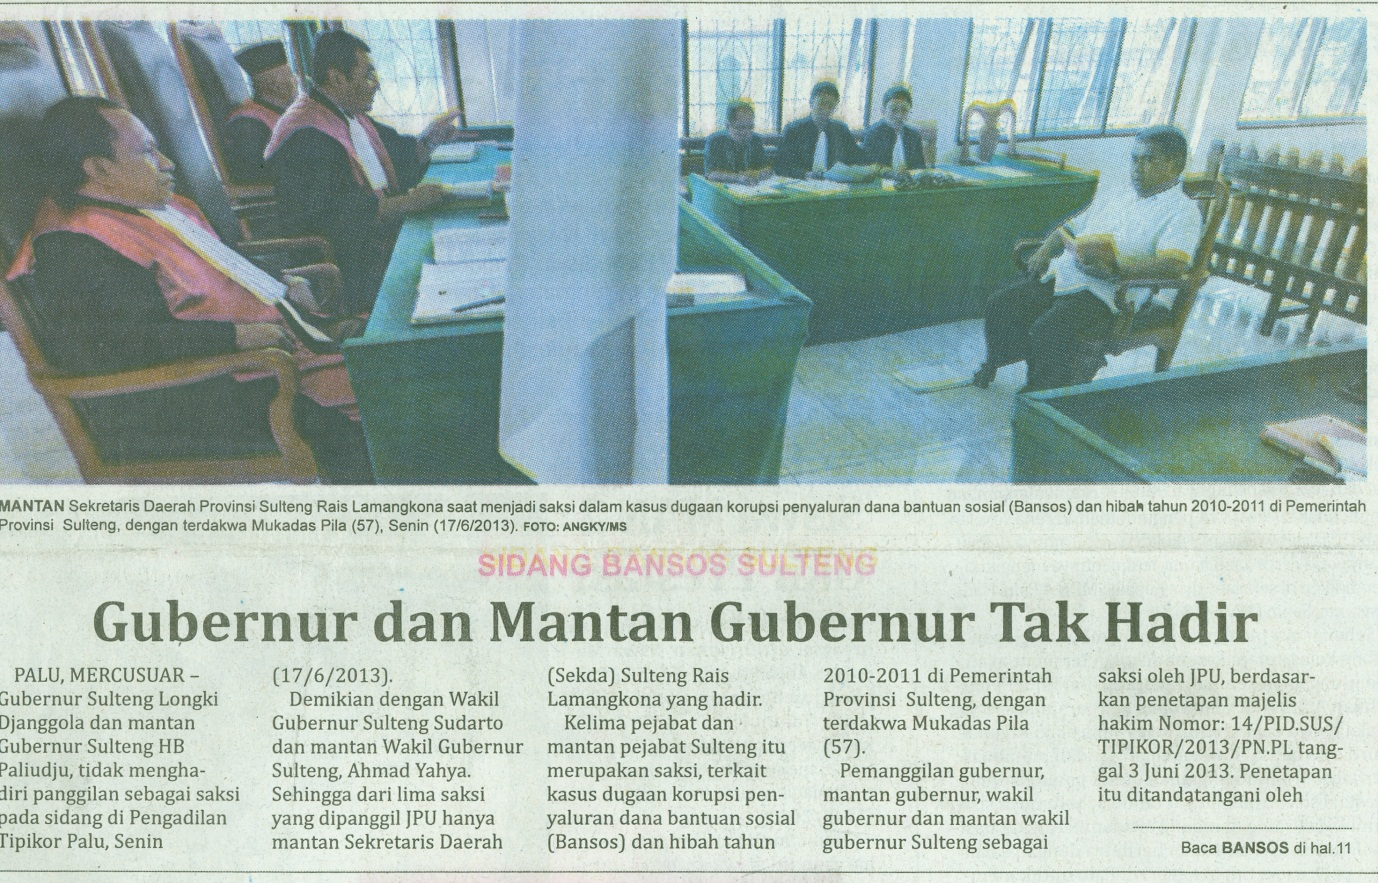 MANTAN Sekretaris Daerah Provinsi Sulteng Rais Lamangkona saat menjadi saksi dalam kasus dugaan korupsi penyaluran dana bantuan sosial (Bansos) dan hibah tahun 2010-2011 di Pemerintah
Provinsi Sulteng, dengan terdakwa Mukadas Pila (57), Senin (17/6/2013). FOTO: ANGKY/MS
SIDANG BANSOS SULTENG
Gubernur dan Mantan Gubernur Tak Hadir
PALU, MERCUSUAR –
Gubernur Sulteng Longki
Djanggola dan mantan
Gubernur Sulteng HB
Paliudju, tidak mengha-
diri panggilan sebagai saksi
pada sidang di Pengadilan
Tipikor Palu, Senin
(17/6/2013).
Demikian dengan Wakil
Gubernur Sulteng Sudarto
dan mantan Wakil Gubernur
Sulteng, Ahmad Yahya.
Sehingga dari lima saksi
yang dipanggil JPU hanya
mantan Sekretaris Daerah
(Sekda) Sulteng Rais
Lamangkona yang hadir.
Kelima pejabat dan
mantan pejabat Sulteng itu
merupakan saksi, terkait
kasus dugaan korupsi pen-
yaluran dana bantuan sosial
(Bansos) dan hibah tahun
2010-2011 di Pemerintah
Provinsi Sulteng, dengan
terdakwa Mukadas Pila
(57).
Pemanggilan gubernur,
mantan gubernur, wakil
gubernur dan mantan wakil
gubernur Sulteng sebagai
saksi oleh JPU, berdasar-
kan penetapan majelis
hakim Nomor: 14/PID.SUS/
TIPIKOR/2013/PN.PL tang-
gal 3 Juni 2013. Penetapan
itu ditandatangani oleh
Baca BANSOS di hal.11